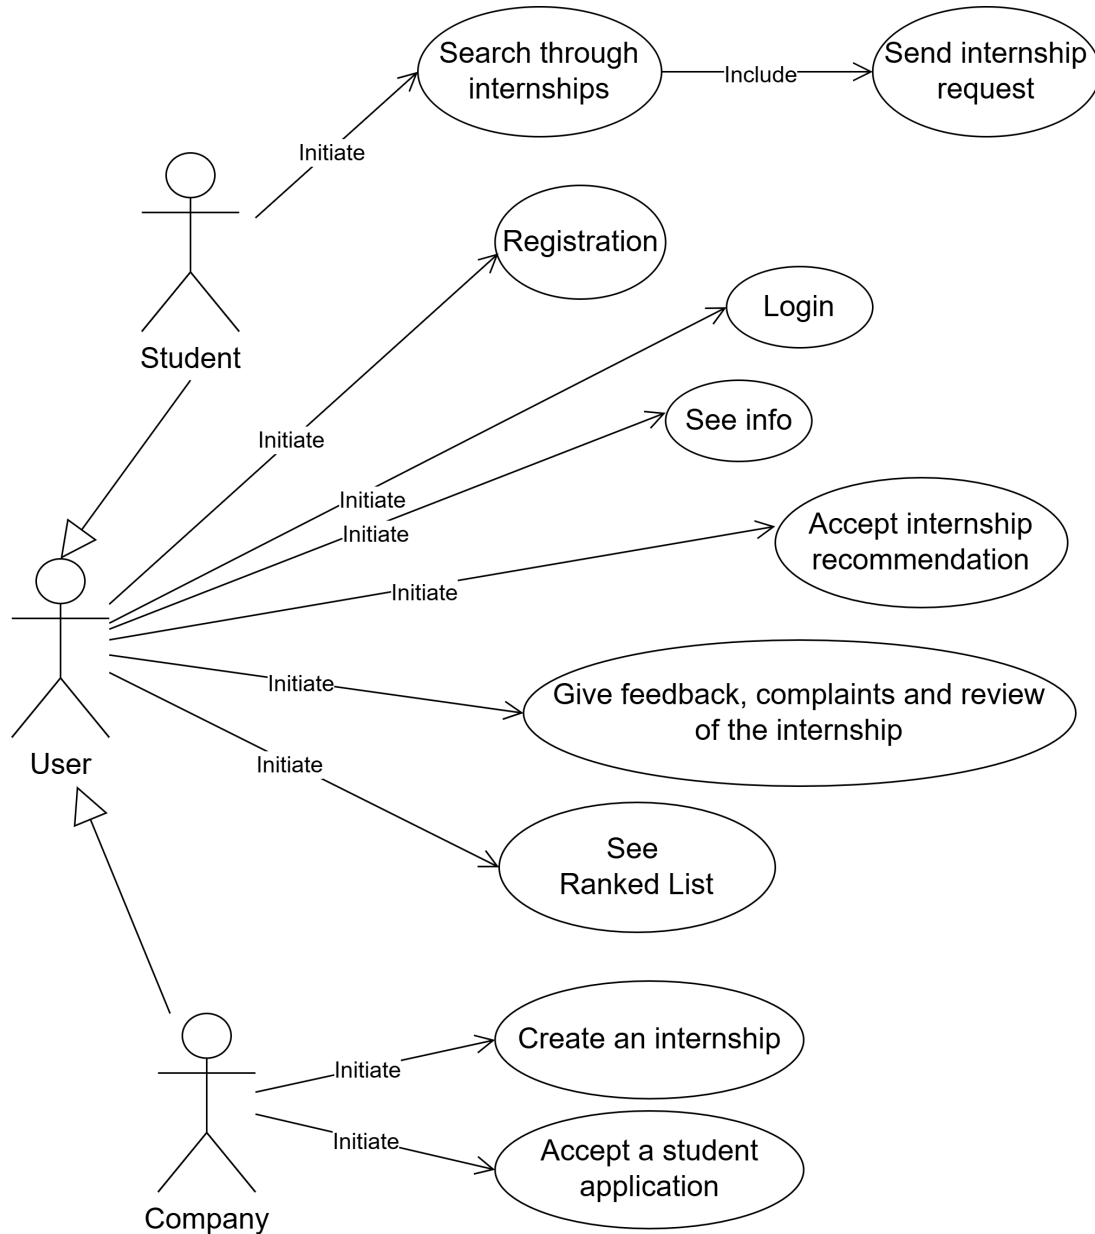 Search through
internships
Include
Send internship
request
Initiate
Student
Registration
Initiate
Login
Initiate
See info
Initiate
Accept internship
recommendation
Initiate
User
Give feedback, complaints and review
of the internship
Initiate
See
Ranked List
Initiate
Company
Create an internship
Initiate
Accept a student
application
Initiate